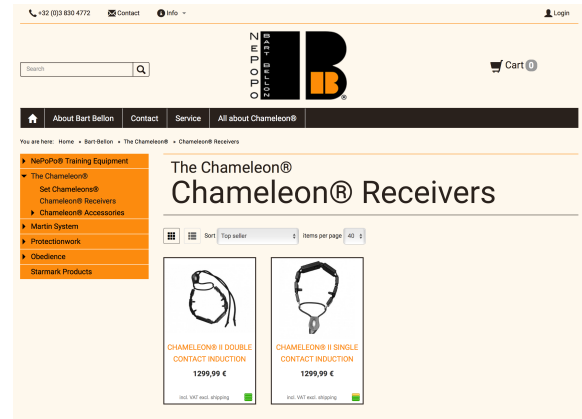 +32 (0)3 830 4772 Contact Info Login
NEPOPO
BART BELLON
®
Search
Cart 0
About Bart Bellon Contact Service All about Chameleon®
You are here: Home » Bart-Bellon » The Chameleon® » Chameleon® Receivers
NePoPo® Training Equipment
The Chameleon®
Set Chameleons®
Chameleon® Receivers
Chameleon® Accessories
Martin System
Protectionwork
Obedience
Starmark Products
The Chameleon®
Chameleon® Receivers
Sort Top seller items per page 40
CHAMELEON® II DOUBLE
CONTACT INDUCTION
1299,99 €
incl. VAT excl. shipping
CHAMELEON® II SINGLE
CONTACT INDUCTION
1299,99 €
incl. VAT excl. shipping